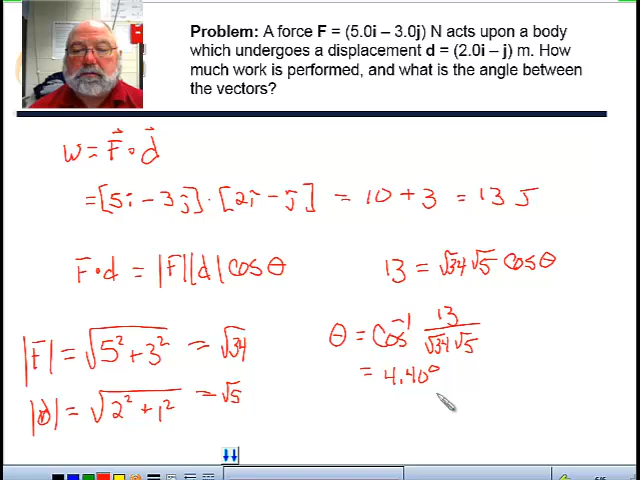 Problem: A force F = (5.0i – 3.0j) N acts upon a body
which undergoes a displacement d = (2.0i – j) m. How
much work is performed, and what is the angle between
the vectors?
W = F⃗ • d⃗
= [5i − 3j] · [2i − j] = 10 + 3 = 13 J
F̄ • d = |F̄||d| cos θ
13 = √34 √5 cos θ
|F̄| = √(5² + 3²) = √34
|d| = √(2² + 1²) = √5
θ = cos⁻¹ 13 / (√34 √5)
= 4.40°